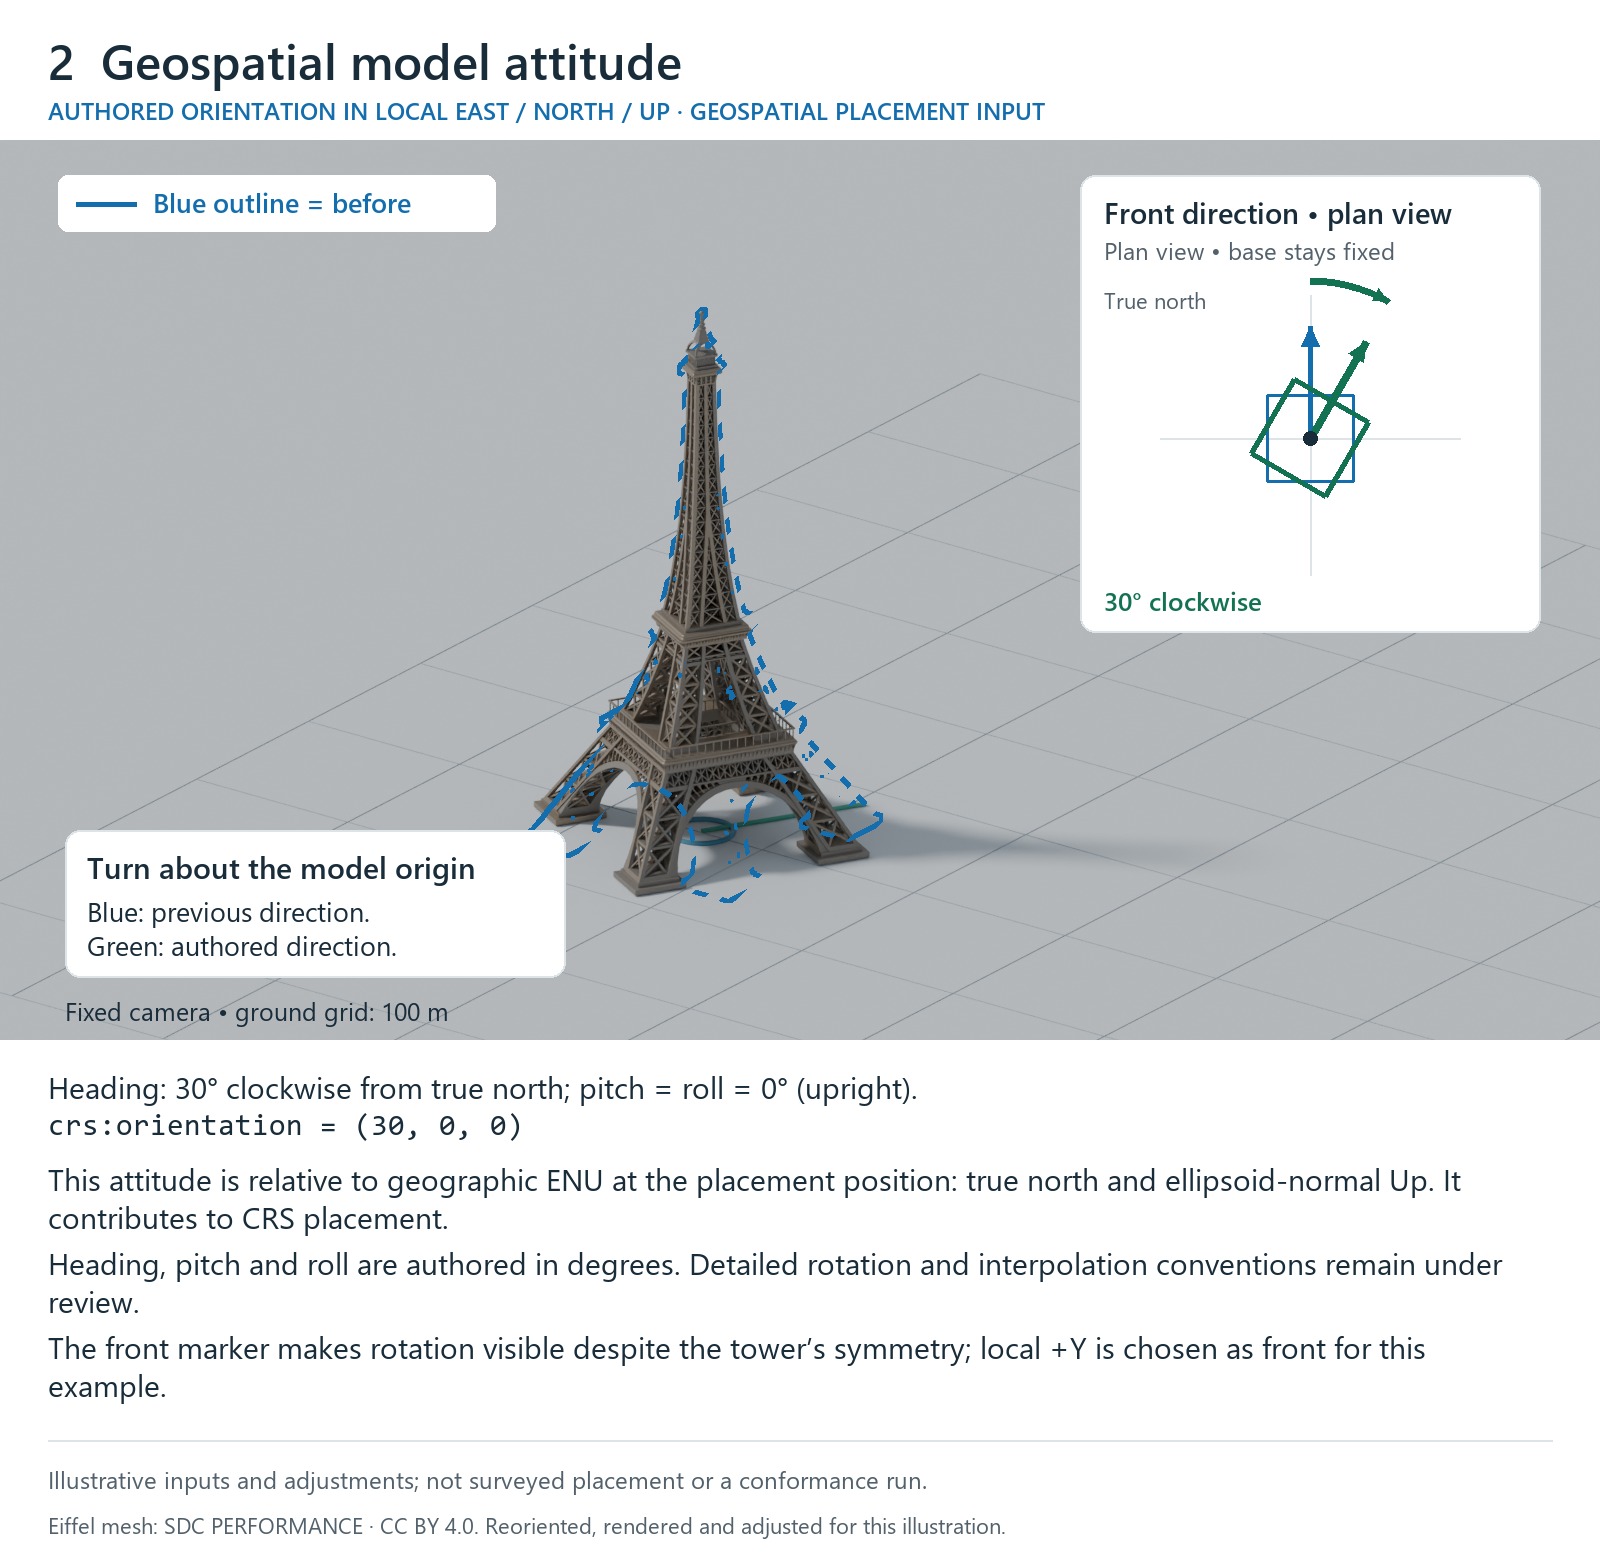 2 Geospatial model attitude
AUTHORED ORIENTATION IN LOCAL EAST / NORTH / UP · GEOSPATIAL PLACEMENT INPUT
Blue outline = before
Front direction • plan view
Plan view • base stays fixed
True north
30° clockwise
Turn about the model origin
Blue: previous direction.
Green: authored direction.
Fixed camera • ground grid: 100 m
Heading: 30° clockwise from true north; pitch = roll = 0° (upright).
crs:orientation = (30, 0, 0)
This attitude is relative to geographic ENU at the placement position: true north and ellipsoid-normal Up. It
contributes to CRS placement.
Heading, pitch and roll are authored in degrees. Detailed rotation and interpolation conventions remain under
review.
The front marker makes rotation visible despite the tower’s symmetry; local +Y is chosen as front for this
example.
Illustrative inputs and adjustments; not surveyed placement or a conformance run.
Eiffel mesh: SDC PERFORMANCE · CC BY 4.0. Reoriented, rendered and adjusted for this illustration.